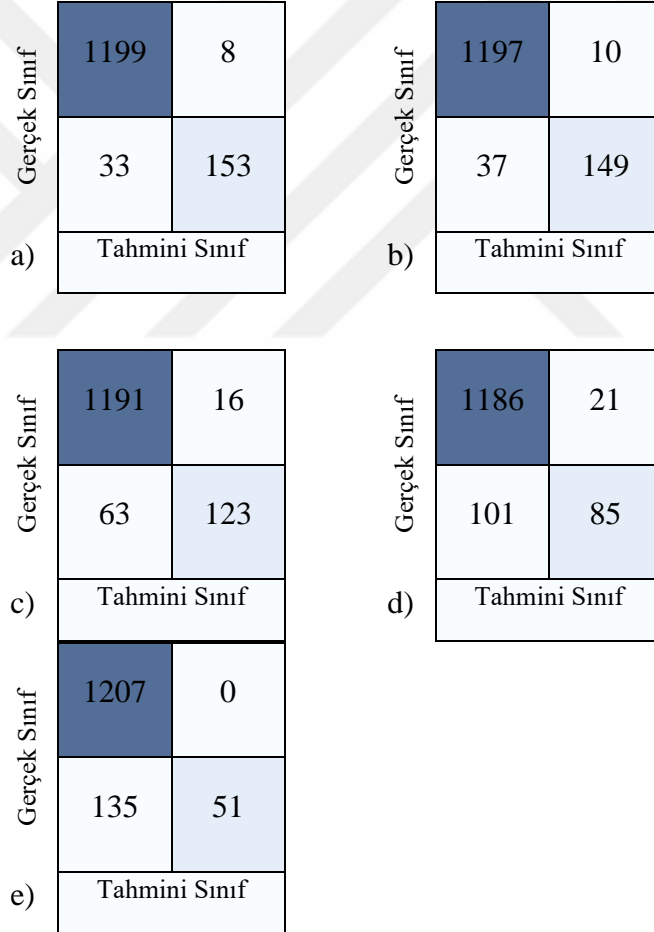 Gerçek Sınıf
1199 8
33 153
a) Tahmini Sınıf
Gerçek Sınıf
1197 10
37 149
b) Tahmini Sınıf
Gerçek Sınıf
1191 16
63 123
c) Tahmini Sınıf
Gerçek Sınıf
1186 21
101 85
d) Tahmini Sınıf
Gerçek Sınıf
1207 0
135 51
e) Tahmini Sınıf